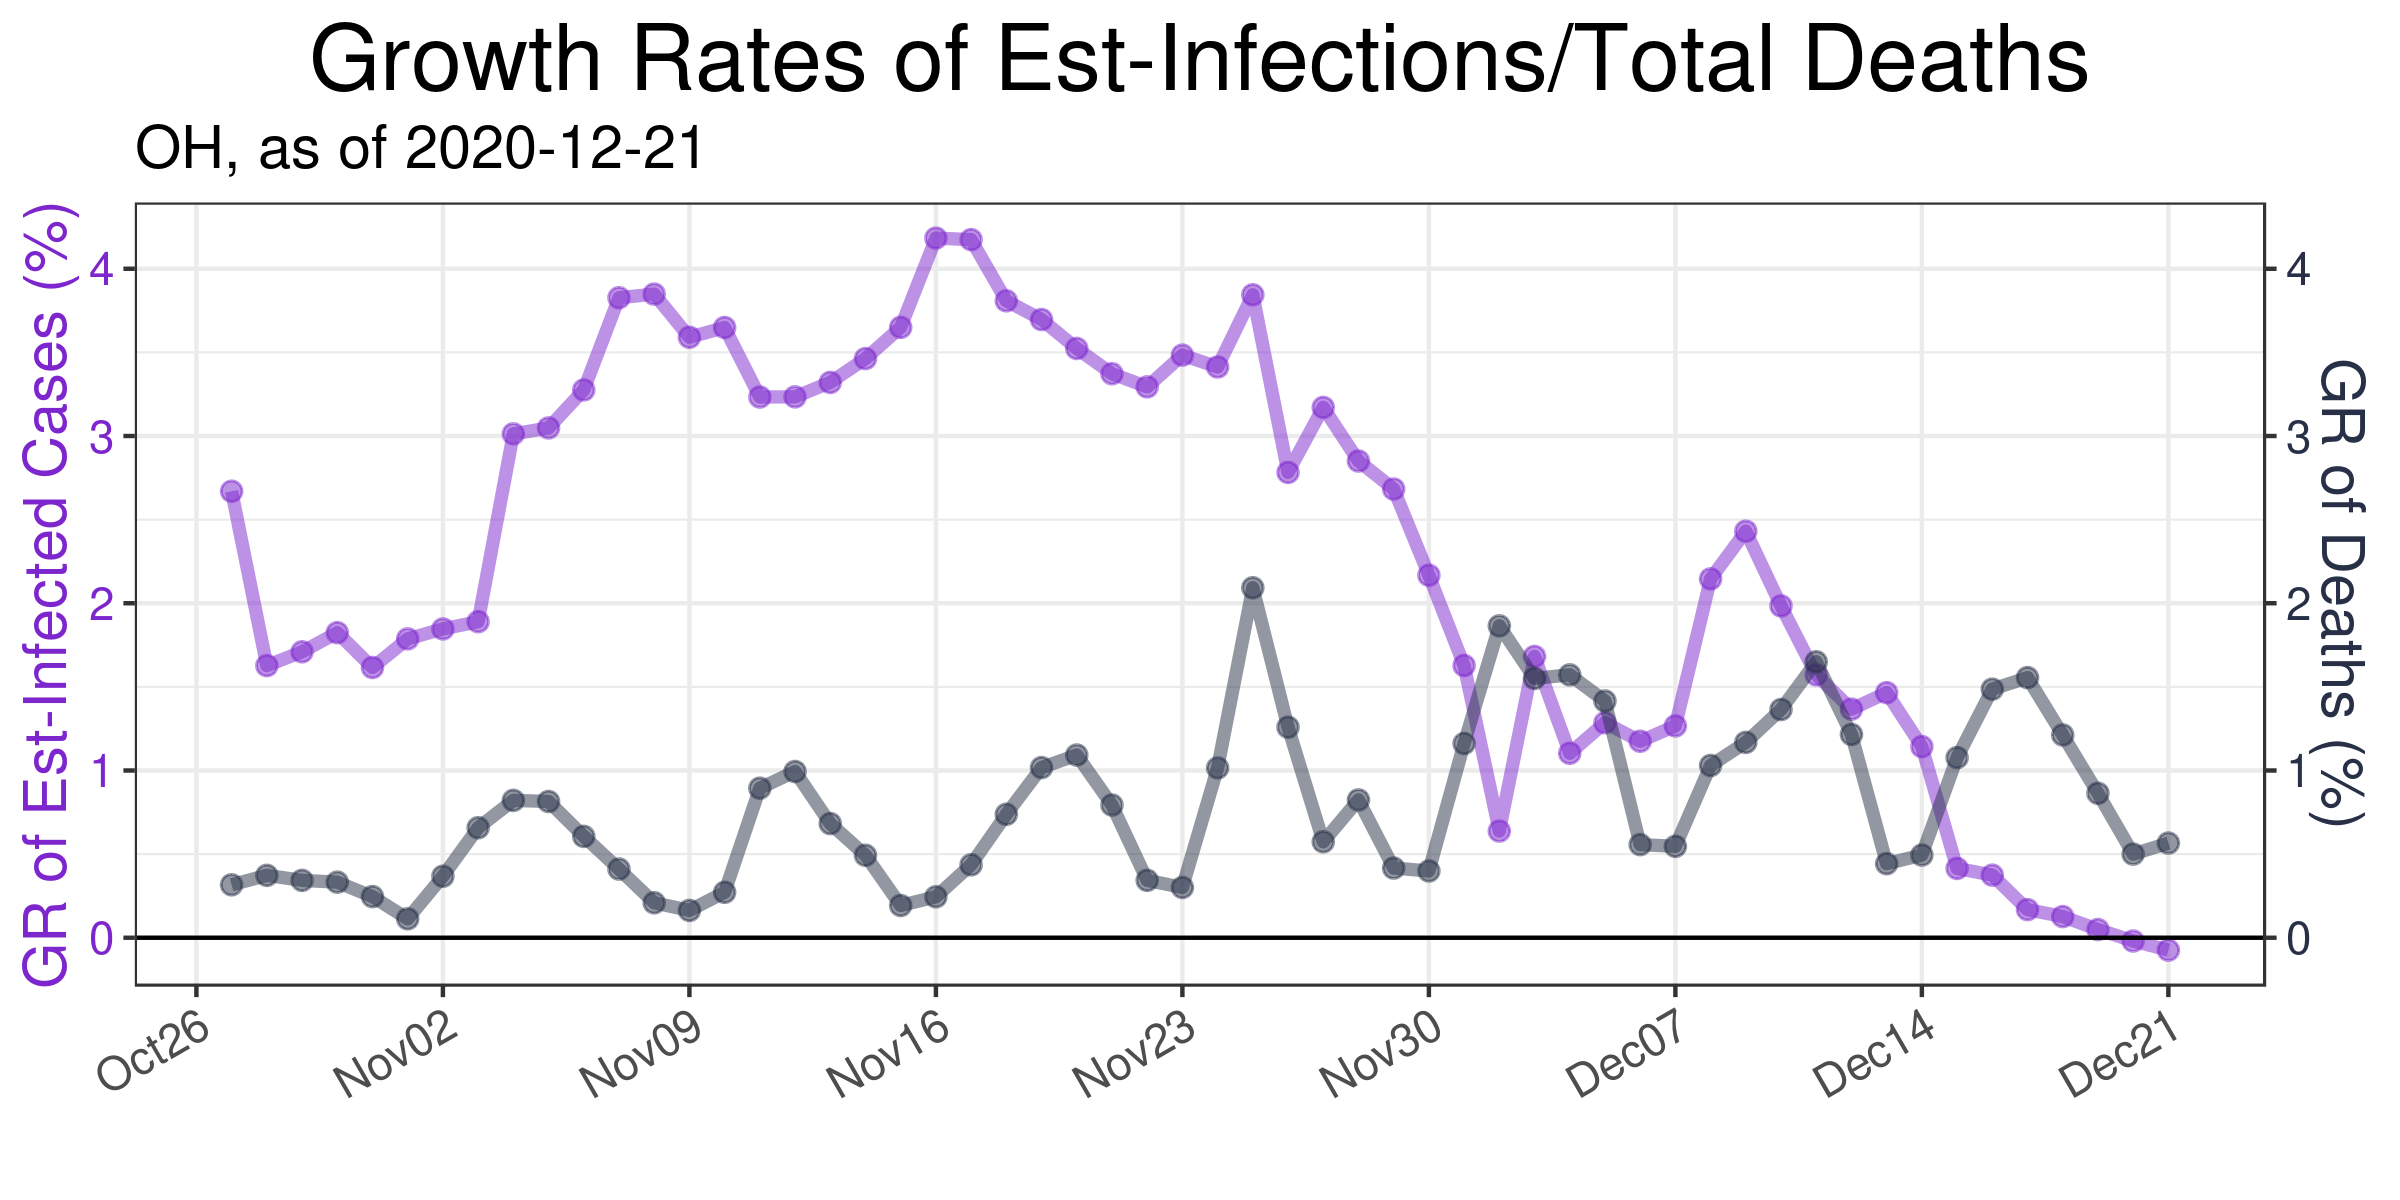 Growth Rates of Est-Infections/Total Deaths
OH, as of 2020-12-21
GR of Est-Infected Cases (%)
4
3
2
1
0
4
3
2
1
0
GR of Deaths (%)
Oct26
Nov02
Nov09
Nov16
Nov23
Nov30
Dec07
Dec14
Dec21